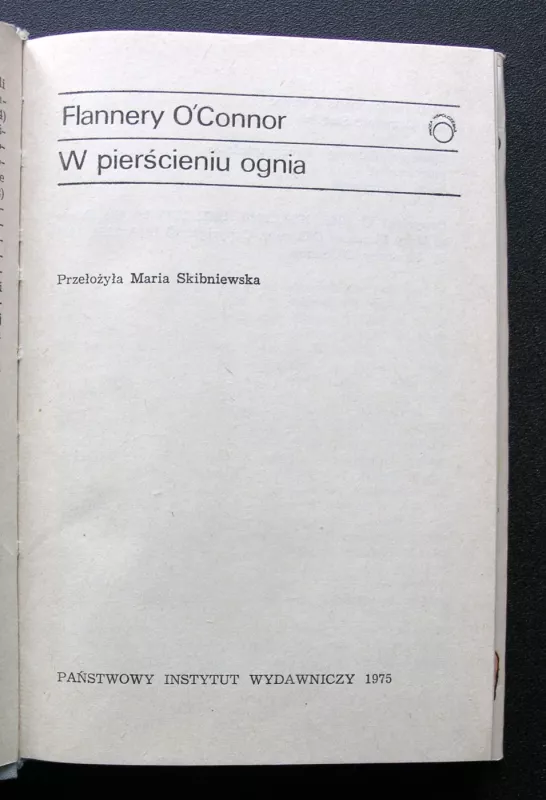 Flannery O'Connor
W pierścieniu ognia
Przełożyła Maria Skibniewska
PAŃSTWOWY INSTYTUT WYDAWNICZY 1975